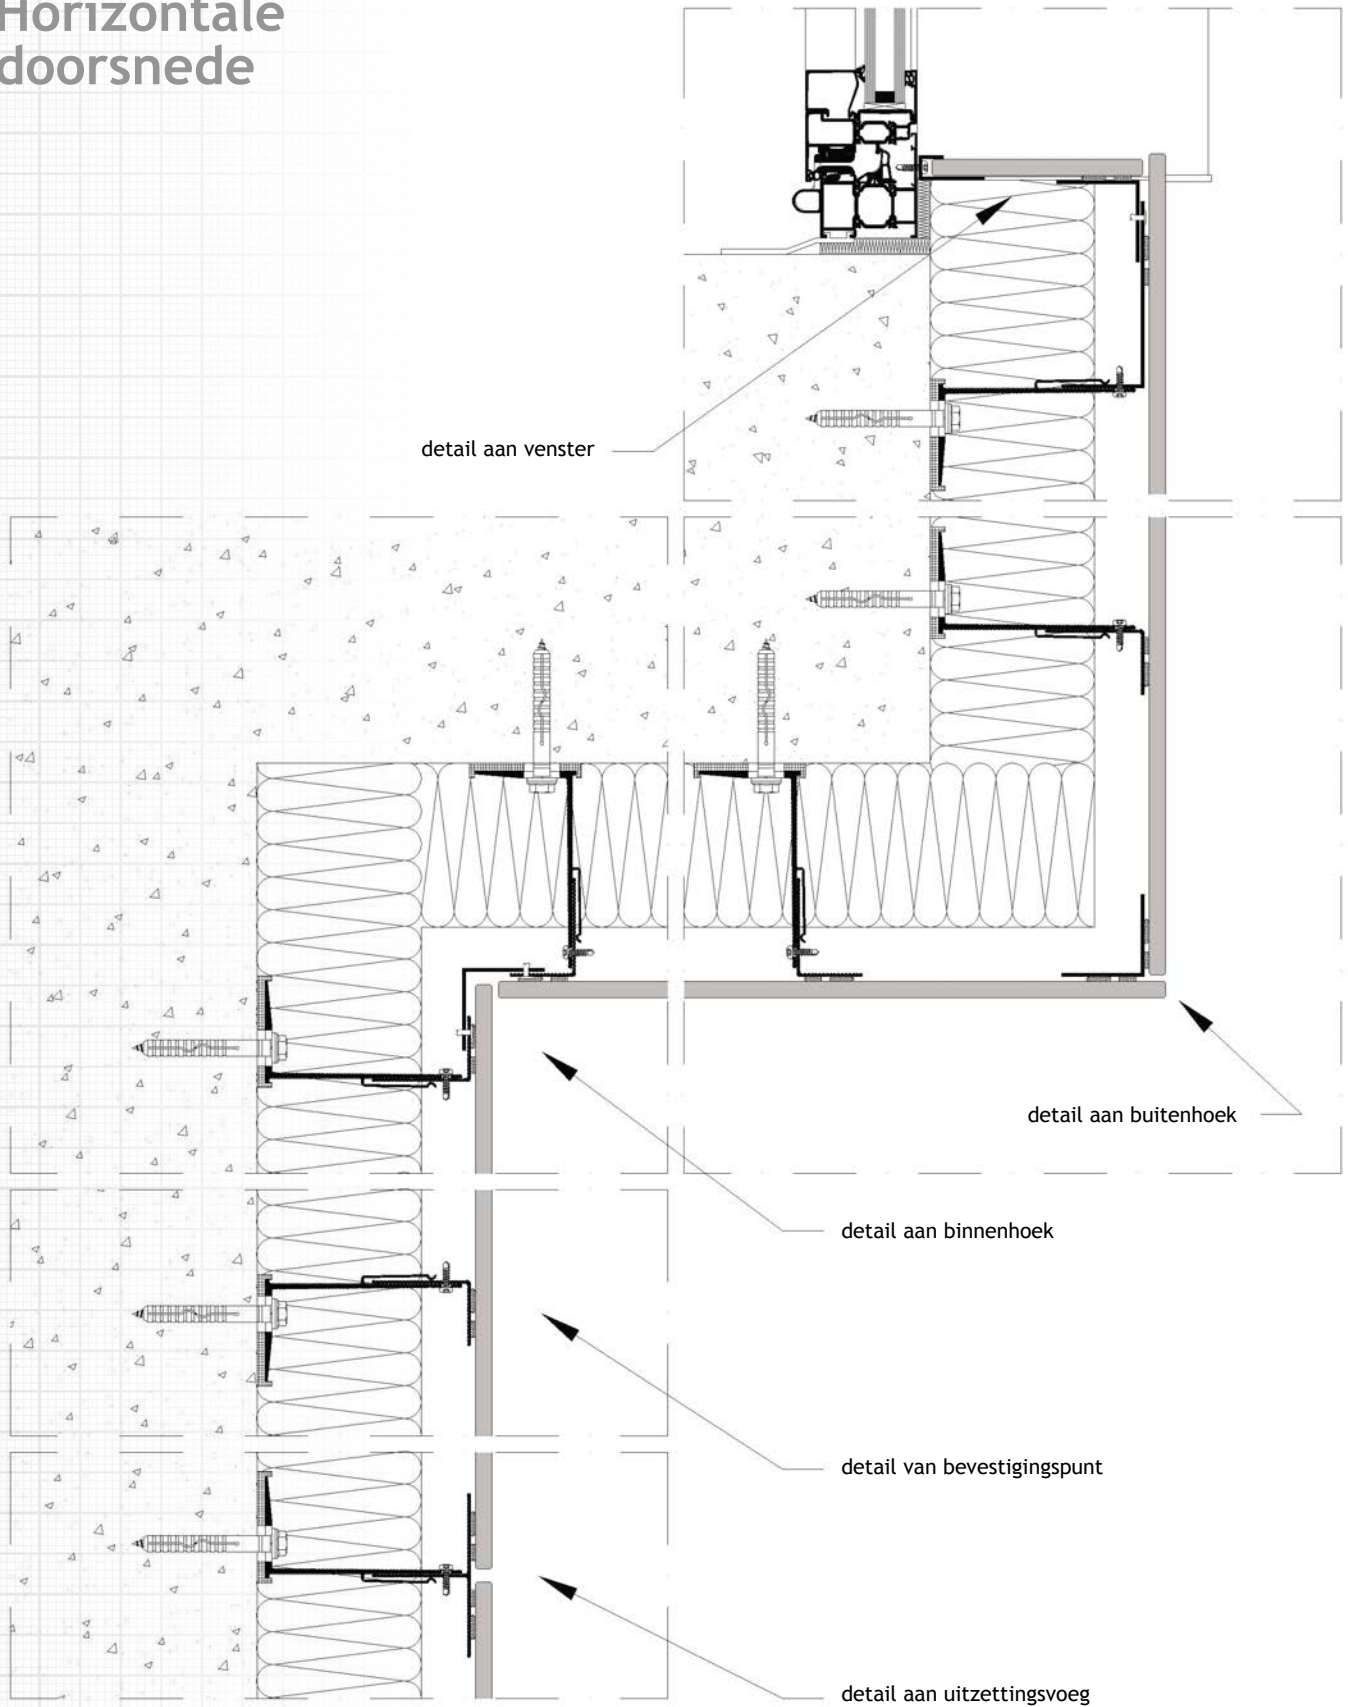 Horizontale
doorsnede
detail aan venster
detail aan buitenhoek
detail aan binnenhoek
detail van bevestigingspunt
detail aan uitzettingsvoeg